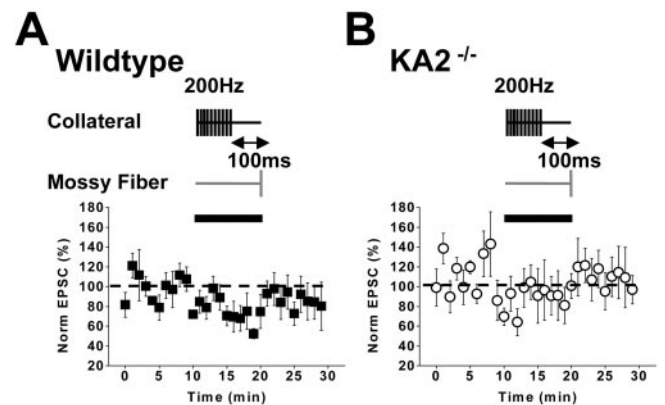 A B
Wildtype KA2 -/-
200Hz 200Hz
Collateral
100ms 100ms
Mossy Fiber
180 180
160 160
140 140
120 120
100 100
80 80
60 60
40 40
20 20
Norm EPSC (%) Norm EPSC (%)
0 5 10 15 20 25 30 0 5 10 15 20 25 30
Time (min) Time (min)